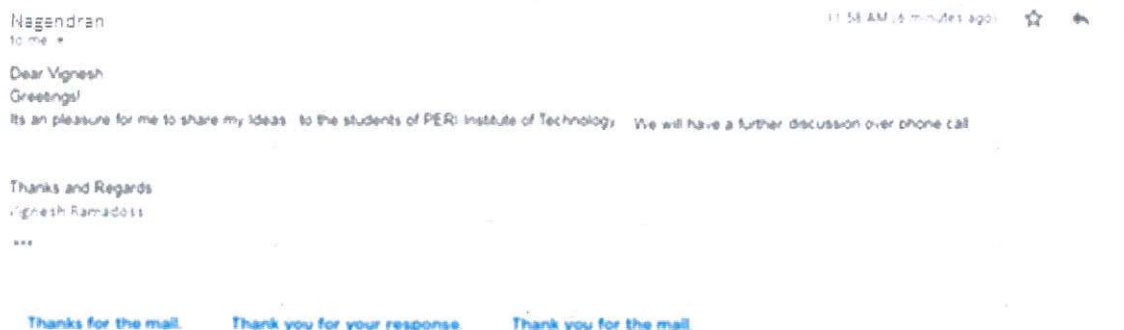 Nagendran 11:58 AM (6 minutes ago)
to me
Dear Vignesh
Greetings!
Its an pleasure for me to share my Ideas to the students of PERI Institute of Technology We will have a further discussion over phone call
Thanks and Regards
Vignesh Ramadoss
Thanks for the mail. Thank you for your response. Thank you for the mail.